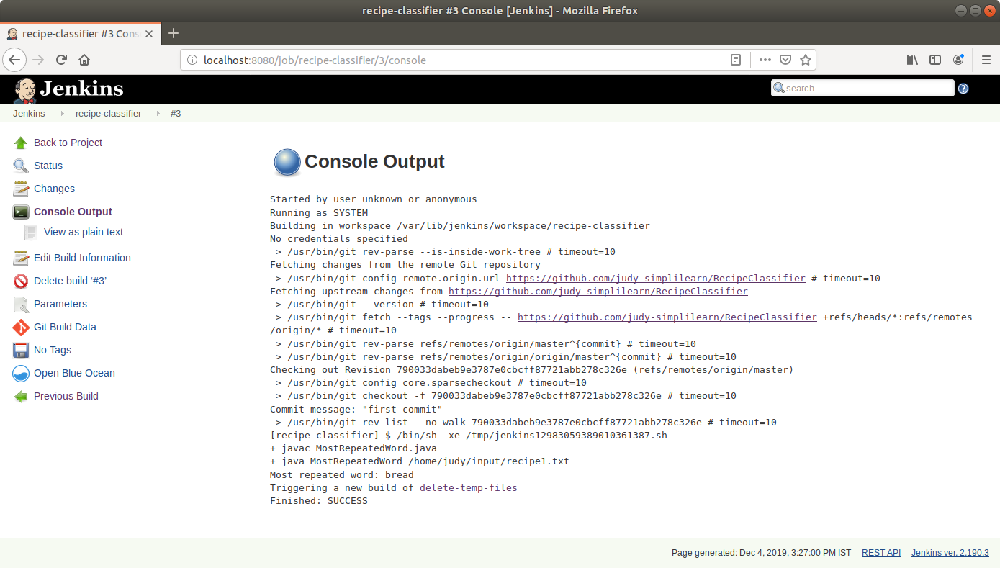 recipe-classifier #3 Console [Jenkins] - Mozilla Firefox
recipe-classifier #3 Cons
localhost:8080/job/recipe-classifier/3/console
Jenkins
search
Jenkins
recipe-classifier
#3
Back to Project
Status
Changes
Console Output
View as plain text
Edit Build Information
Delete build ‘#3’
Parameters
Git Build Data
No Tags
Open Blue Ocean
Previous Build
Console Output
Started by user unknown or anonymous
Running as SYSTEM
Building in workspace /var/lib/jenkins/workspace/recipe-classifier
No credentials specified
 > /usr/bin/git rev-parse --is-inside-work-tree # timeout=10
Fetching changes from the remote Git repository
 > /usr/bin/git config remote.origin.url https://github.com/judy-simplilearn/RecipeClassifier # timeout=10
Fetching upstream changes from https://github.com/judy-simplilearn/RecipeClassifier
 > /usr/bin/git --version # timeout=10
 > /usr/bin/git fetch --tags --progress -- https://github.com/judy-simplilearn/RecipeClassifier +refs/heads/*:refs/remotes
/origin/* # timeout=10
 > /usr/bin/git rev-parse refs/remotes/origin/master^{commit} # timeout=10
 > /usr/bin/git rev-parse refs/remotes/origin/origin/master^{commit} # timeout=10
Checking out Revision 790033dabeb9e3787e0cbcff87721abb278c326e (refs/remotes/origin/master)
 > /usr/bin/git config core.sparsecheckout # timeout=10
 > /usr/bin/git checkout -f 790033dabeb9e3787e0cbcff87721abb278c326e # timeout=10
Commit message: "first commit"
 > /usr/bin/git rev-list --no-walk 790033dabeb9e3787e0cbcff87721abb278c326e # timeout=10
[recipe-classifier] $ /bin/sh -xe /tmp/jenkins12983059389010361387.sh
+ javac MostRepeatedWord.java
+ java MostRepeatedWord /home/judy/input/recipe1.txt
Most repeated word: bread
Triggering a new build of delete-temp-files
Finished: SUCCESS
Page generated: Dec 4, 2019, 3:27:00 PM IST
REST API
Jenkins ver. 2.190.3